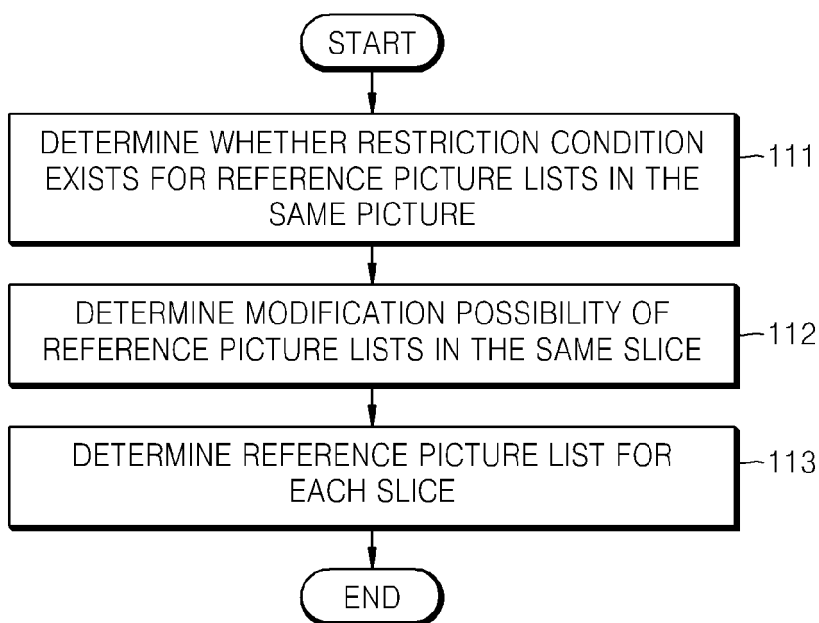 START
DETERMINE WHETHER RESTRICTION CONDITION
EXISTS FOR REFERENCE PICTURE LISTS IN THE
SAME PICTURE
111
DETERMINE MODIFICATION POSSIBILITY OF
REFERENCE PICTURE LISTS IN THE SAME SLICE
112
DETERMINE REFERENCE PICTURE LIST FOR
EACH SLICE
113
END